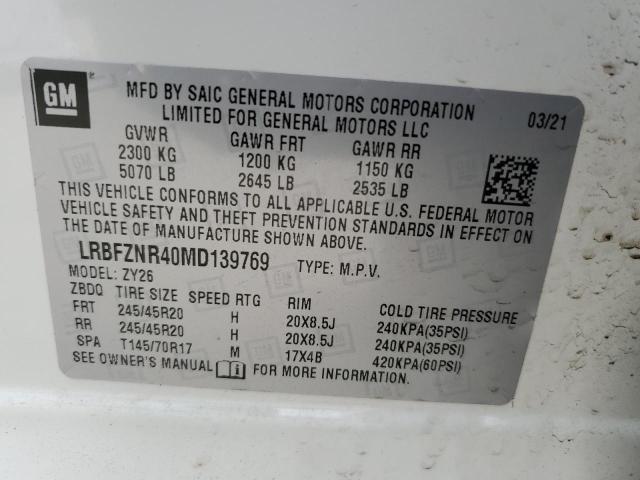 GM
MFD BY SAIC GENERAL MOTORS CORPORATION
LIMITED FOR GENERAL MOTORS LLC
03/21
GVWR GAWR FRT GAWR RR
2300 KG 1200 KG 1150 KG
5070 LB 2645 LB 2535 LB
THIS VEHICLE CONFORMS TO ALL APPLICABLE U.S. FEDERAL MOTOR
VEHICLE SAFETY AND THEFT PREVENTION STANDARDS IN EFFECT ON
THE DATE OF MANUFACTURE SHOWN ABOVE.
LRBFZNR40MD139769 TYPE: M.P.V.
MODEL: ZY26
ZBDQ TIRE SIZE SPEED RTG RIM COLD TIRE PRESSURE
FRT 245/45R20 H 20X8.5J 240KPA(35PSI)
RR 245/45R20 H 20X8.5J 240KPA(35PSI)
SPA T145/70R17 M 17X4B 420KPA(60PSI)
SEE OWNER'S MANUAL FOR MORE INFORMATION.